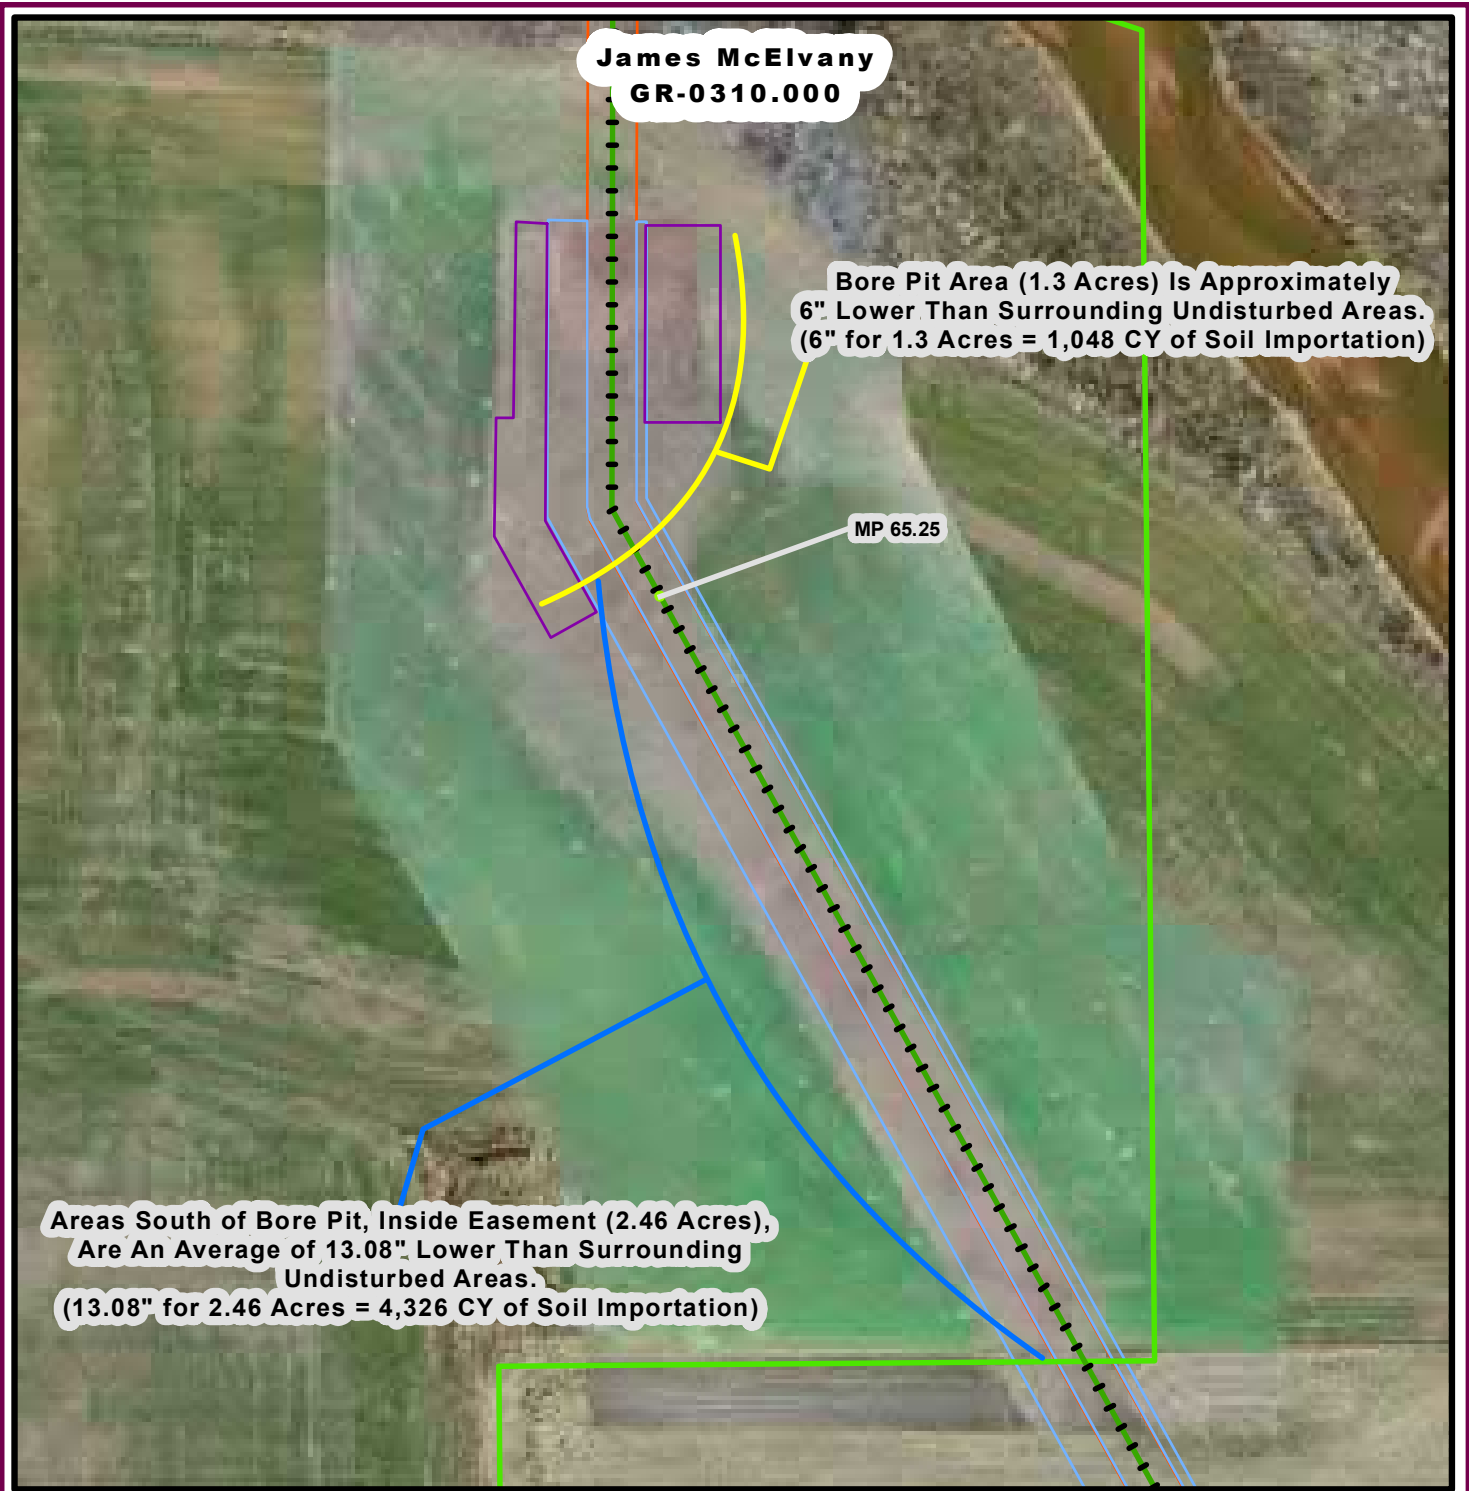 James McElvany
GR-0310.000
Bore Pit Area (1.3 Acres) Is Approximately
6" Lower Than Surrounding Undisturbed Areas.
(6" for 1.3 Acres = 1,048 CY of Soil Importation)
MP 65.25
Areas South of Bore Pit, Inside Easement (2.46 Acres),
Are An Average of 13.08" Lower Than Surrounding
Undisturbed Areas.
(13.08" for 2.46 Acres = 4,326 CY of Soil Importation)